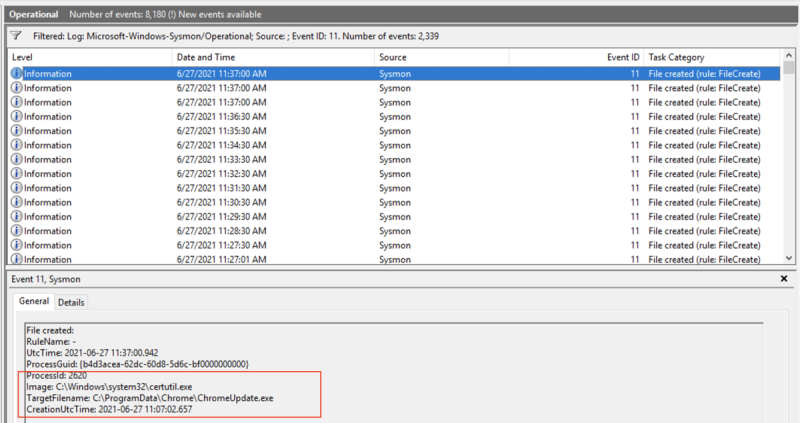 Operational Number of events: 8,180 (!) New events available
Filtered: Log: Microsoft-Windows-Sysmon/Operational; Source: ; Event ID: 11. Number of events: 2,339
Level Date and Time Source Event ID Task Category
Information 6/27/2021 11:37:00 AM Sysmon 11 File created (rule: FileCreate)
Information 6/27/2021 11:37:00 AM Sysmon 11 File created (rule: FileCreate)
Information 6/27/2021 11:37:00 AM Sysmon 11 File created (rule: FileCreate)
Information 6/27/2021 11:36:30 AM Sysmon 11 File created (rule: FileCreate)
Information 6/27/2021 11:35:30 AM Sysmon 11 File created (rule: FileCreate)
Information 6/27/2021 11:34:30 AM Sysmon 11 File created (rule: FileCreate)
Information 6/27/2021 11:33:30 AM Sysmon 11 File created (rule: FileCreate)
Information 6/27/2021 11:32:30 AM Sysmon 11 File created (rule: FileCreate)
Information 6/27/2021 11:31:30 AM Sysmon 11 File created (rule: FileCreate)
Information 6/27/2021 11:30:30 AM Sysmon 11 File created (rule: FileCreate)
Information 6/27/2021 11:29:30 AM Sysmon 11 File created (rule: FileCreate)
Information 6/27/2021 11:28:30 AM Sysmon 11 File created (rule: FileCreate)
Information 6/27/2021 11:27:30 AM Sysmon 11 File created (rule: FileCreate)
Information 6/27/2021 11:27:01 AM Sysmon 11 File created (rule: FileCreate)
Event 11, Sysmon
General Details
File created:
RuleName: -
UtcTime: 2021-06-27 11:37:00.942
ProcessGuid: {b4d3acea-62dc-60d8-5d6c-bf0000000000}
ProcessId: 2620
Image: C:\Windows\system32\certutil.exe
TargetFilename: C:\ProgramData\Chrome\ChromeUpdate.exe
CreationUtcTime: 2021-06-27 11:07:02.657